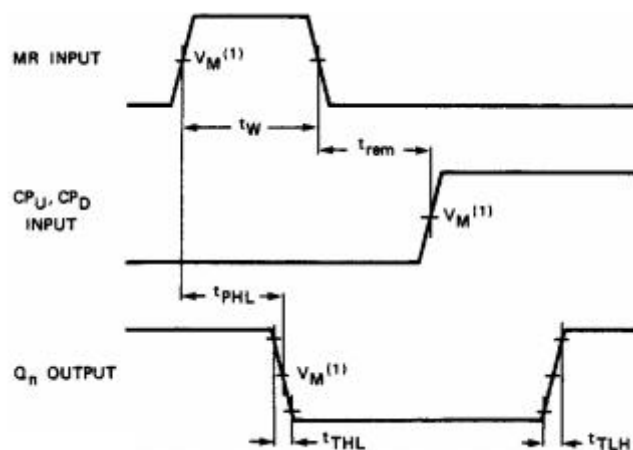 MR INPUT
VM(1)
tW
trem
CPU, CPD
INPUT
VM(1)
tPHL
Qn OUTPUT
VM(1)
tTHL
tTLH